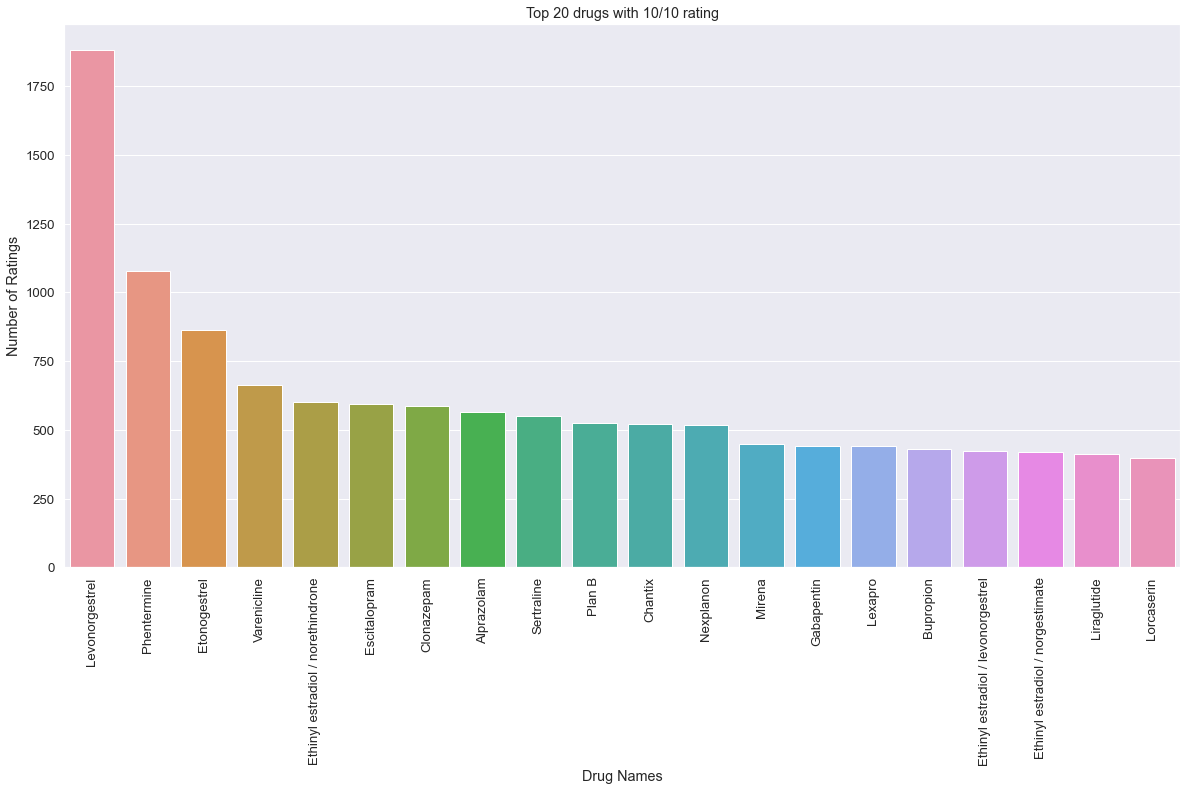 Top 20 drugs with 10/10 rating
Number of Ratings
1750
1500
1250
1000
750
500
250
0
Levonorgestrel
Phentermine
Etonogestrel
Varenicline
Ethinyl estradiol / norethindrone
Escitalopram
Clonazepam
Alprazolam
Sertraline
Plan B
Chantix
Nexplanon
Mirena
Gabapentin
Lexapro
Bupropion
Ethinyl estradiol / levonorgestrel
Ethinyl estradiol / norgestimate
Liraglutide
Lorcaserin
Drug Names